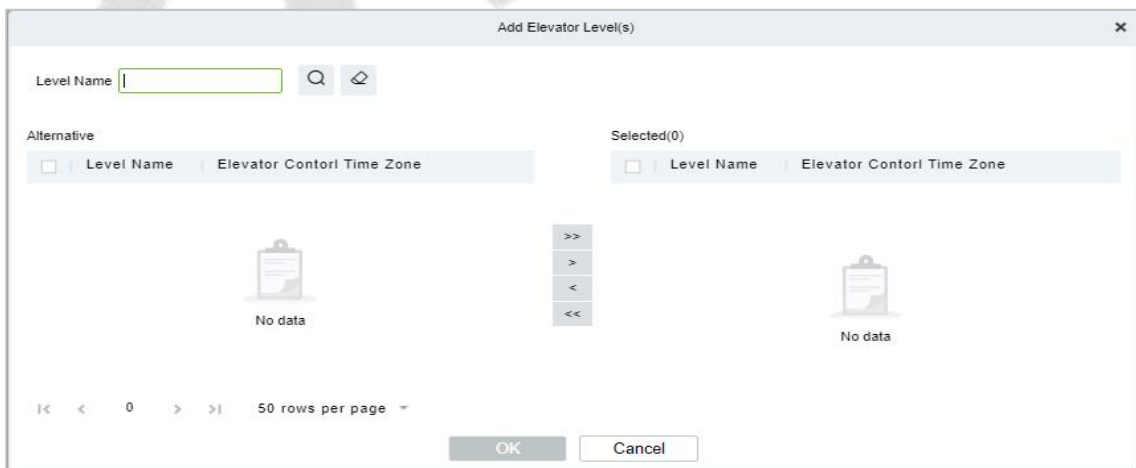 Add Elevator Level(s) ×
Level Name
Alternative
Selected(0)
Level Name Elevator Contorl Time Zone
Level Name Elevator Contorl Time Zone
>>
>
<
<<
No data
No data
|< < 0 > >| 50 rows per page
OK Cancel